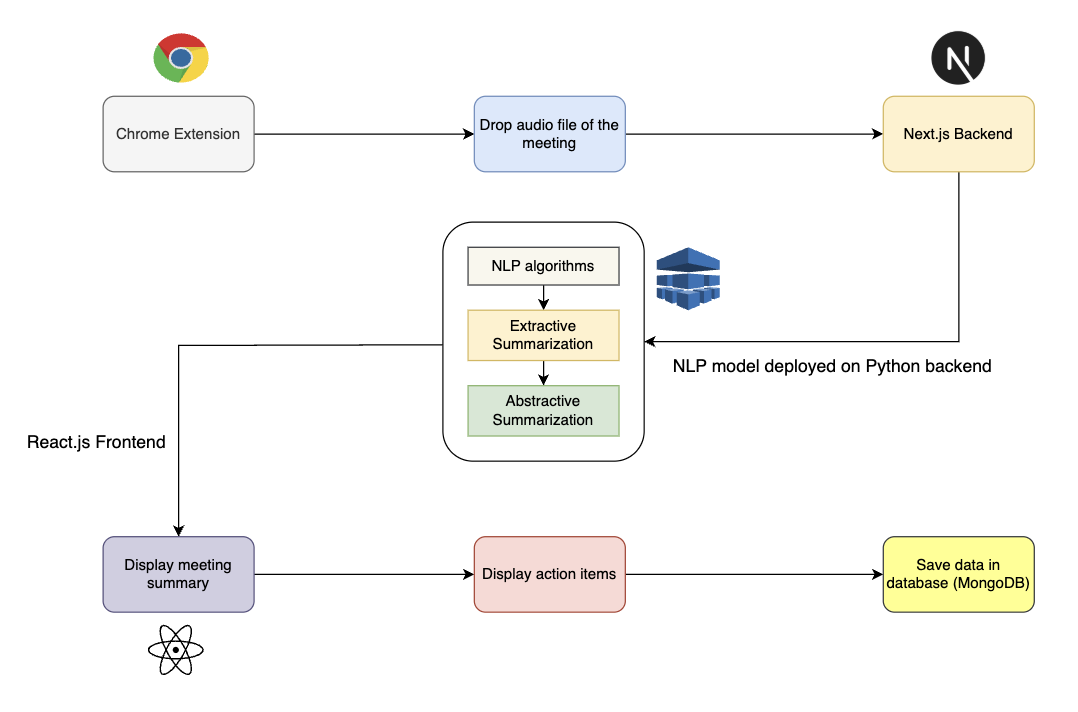 Chrome Extension
Drop audio file of the
meeting
Next.js Backend
NLP algorithms
Extractive
Summarization
Abstractive
Summarization
NLP model deployed on Python backend
React.js Frontend
Display meeting
summary
Display action items
Save data in
database (MongoDB)